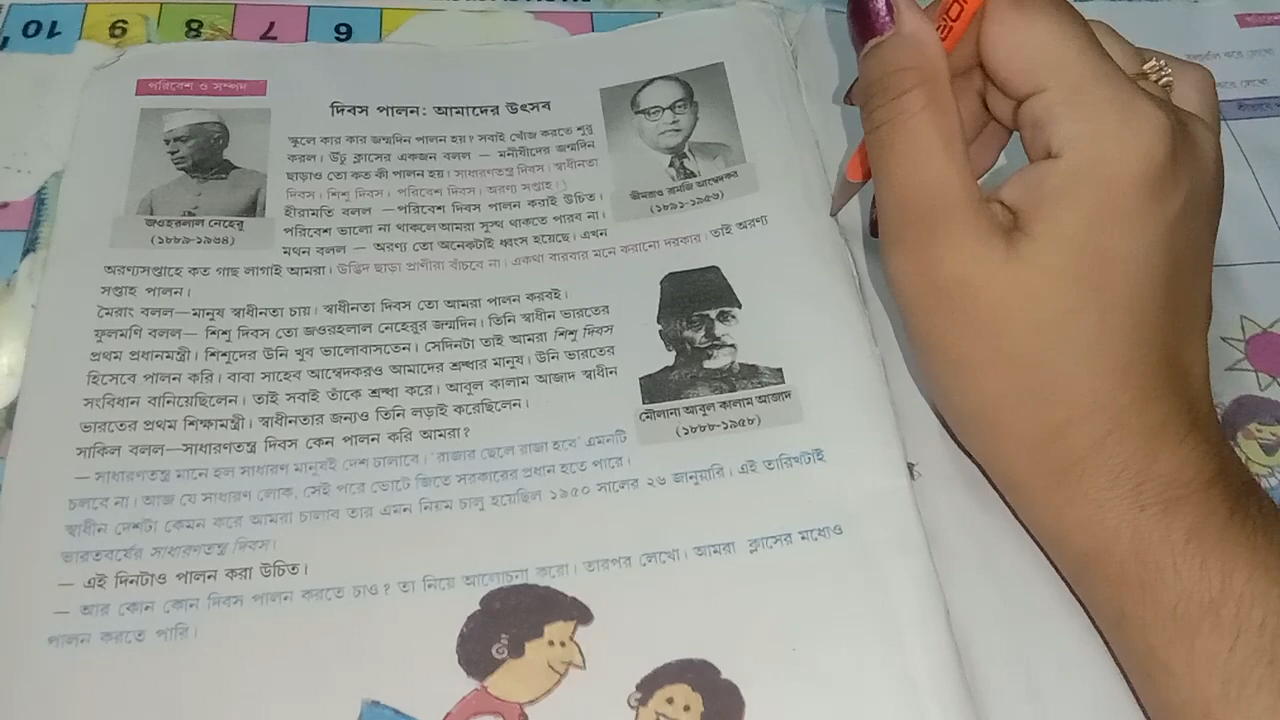 10 9 8 7 6
পরিবেশ ও সম্পদ
দিবস পালন: আমাদের উৎসব
স্কুলে কার কার জন্মদিন পালন হয়? সবাই খোঁজ করতে শুরু
করল। উঁচু ক্লাসের একজন বলল — মনীষীদের জন্মদিন
ছাড়াও তো কত কী পালন হয়। সাধারণতন্ত্র দিবস। স্বাধীনতা
দিবস। শিশু দিবস। পরিবেশ দিবস। অরণ্য সপ্তাহ।
হীরামতি বলল —পরিবেশ দিবস পালন করাই উচিত।
পরিবেশ ভালো না থাকলে আমরা সুস্থ থাকতে পারব না।
মথন বলল — অরণ্য তো অনেকটাই ধ্বংস হয়েছে। এখন
অরণ্যসপ্তাহে কত গাছ লাগাই আমরা। উদ্ভিদ ছাড়া প্রাণীরা বাঁচবে না। একথা বারবার মনে করানো দরকার। তাই অরণ্য
সপ্তাহ পালন।
জওহরলাল নেহেরু
(১৮৮৯-১৯৬৪)
ভীমরাও রামজি আম্বেদকর
(১৮৯১-১৯৫৬)
মৈরাং বলল—মানুষ স্বাধীনতা চায়। স্বাধীনতা দিবস তো আমরা পালন করবই।
ফুলমণি বলল— শিশু দিবস তো জওরহলাল নেহেরুর জন্মদিন। তিনি স্বাধীন ভারতের
প্রথম প্রধানমন্ত্রী। শিশুদের উনি খুব ভালোবাসতেন। সেদিনটা তাই আমরা শিশু দিবস
হিসেবে পালন করি। বাবা সাহেব আম্বেদকরও আমাদের শ্রদ্ধার মানুষ। উনি ভারতের
সংবিধান বানিয়েছিলেন। তাই সবাই তাঁকে শ্রদ্ধা করে। আবুল কালাম আজাদ স্বাধীন
ভারতের প্রথম শিক্ষামন্ত্রী। স্বাধীনতার জন্যও তিনি লড়াই করেছিলেন।
মৌলানা আবুল কালাম আজাদ
(১৮৮৮-১৯৫৮)
সাকিল বলল—সাধারণতন্ত্র দিবস কেন পালন করি আমরা?
— সাধারণতন্ত্র মানে হল সাধারণ মানুষই দেশ চালাবে। 'রাজার ছেলে রাজা হবে' এমনটি
চলবে না। আজ যে সাধারণ লোক, সেই পরে ভোটে জিতে সরকারের প্রধান হতে পারে।
স্বাধীন দেশটা কেমন করে আমরা চালাব তার এমন নিয়ম চালু হয়েছিল ১৯৫০ সালের ২৬ জানুয়ারি। এই তারিখটাই
ভারতবর্ষের সাধারণতন্ত্র দিবস।
— এই দিনটাও পালন করা উচিত।
— আর কোন কোন দিবস পালন করতে চাও? তা নিয়ে আলোচনা করো। তারপর লেখো। আমরা ক্লাসের মধ্যেও
পালন করতে পারি।